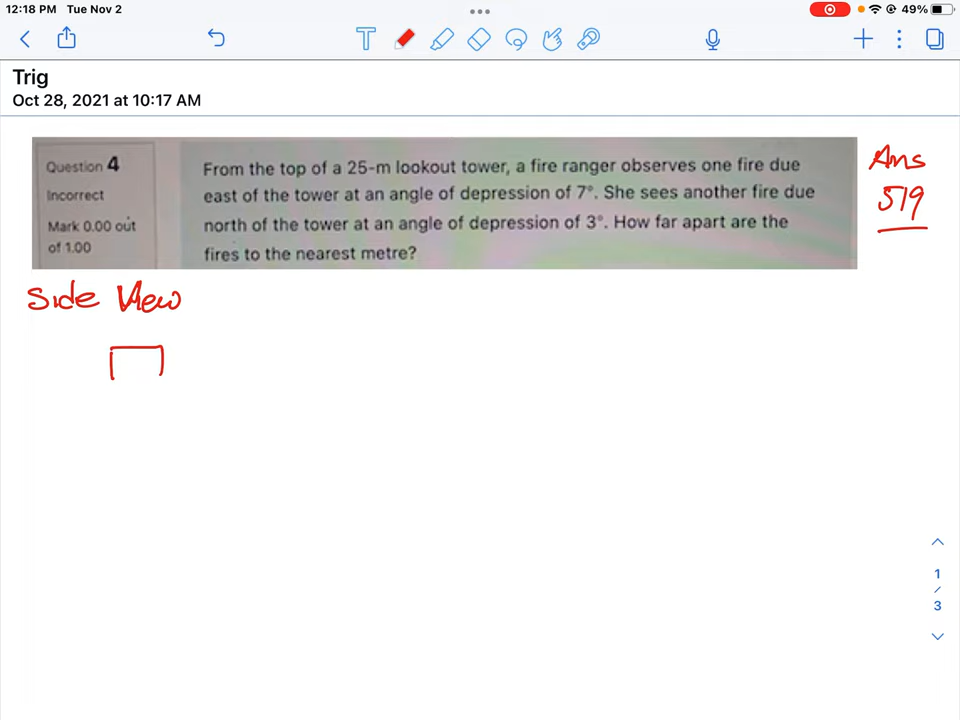 12:18 PM Tue Nov 2
49%
T
Trig
Oct 28, 2021 at 10:17 AM
Question 4
Incorrect
Mark 0.00 out
of 1.00
From the top of a 25-m lookout tower, a fire ranger observes one fire due
east of the tower at an angle of depression of 7°. She sees another fire due
north of the tower at an angle of depression of 3°. How far apart are the
fires to the nearest metre?
Ans
519
Side View
1
/
3